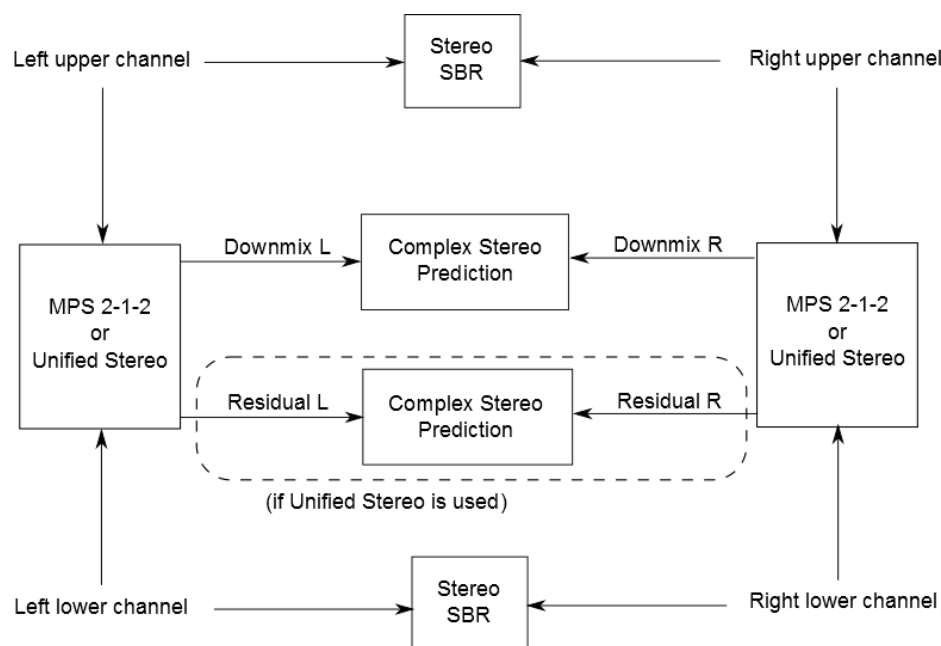 Left upper channel
Stereo
SBR
Right upper channel
Downmix L
Complex Stereo
Prediction
Downmix R
MPS 2-1-2
or
Unified Stereo
MPS 2-1-2
or
Unified Stereo
Residual L
Complex Stereo
Prediction
Residual R
(if Unified Stereo is used)
Left lower channel
Stereo
SBR
Right lower channel